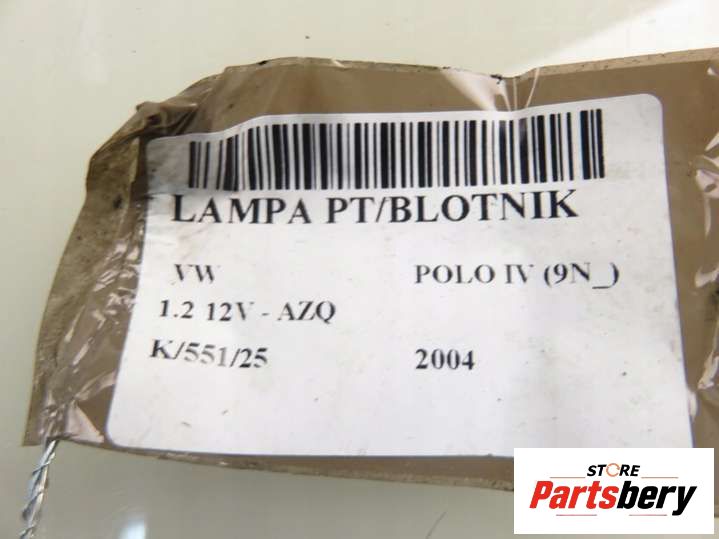 LAMPA PT/BLOTNIK
VW POLO IV (9N_)
1.2 12V - AZQ
K/551/25 2004
STORE
Partsbery